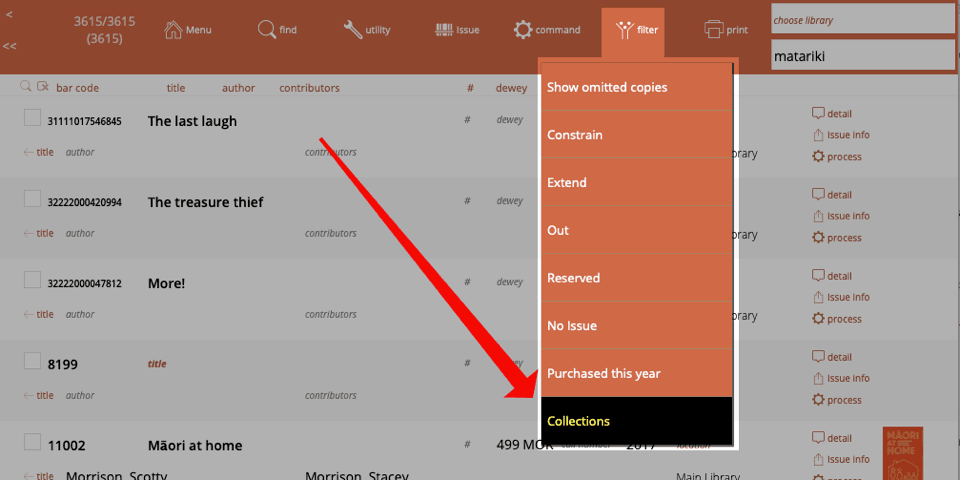 <
<<
3615/3615
(3615)
Menu
find
utility
Issue
command
filter
print
choose library
matariki
bar code title author contributors # dewey
31111017546845 The last laugh # dewey
title author contributors
32222000420994 The treasure thief # dewey
title author contributors
32222000047812 More! # dewey
title author contributors
8199 title #
title author contributors
11002 Māori at home # 499 MOR call number 2017 location
title Morrison, Scotty Morrison, Stacey Main Library
Show omitted copies
Constrain
Extend
Out
Reserved
No Issue
Purchased this year
Collections
detail
Issue info
process
detail
Issue info
process
detail
Issue info
process
detail
Issue info
process
detail
Issue info
process
MĀORI
AT
HOME